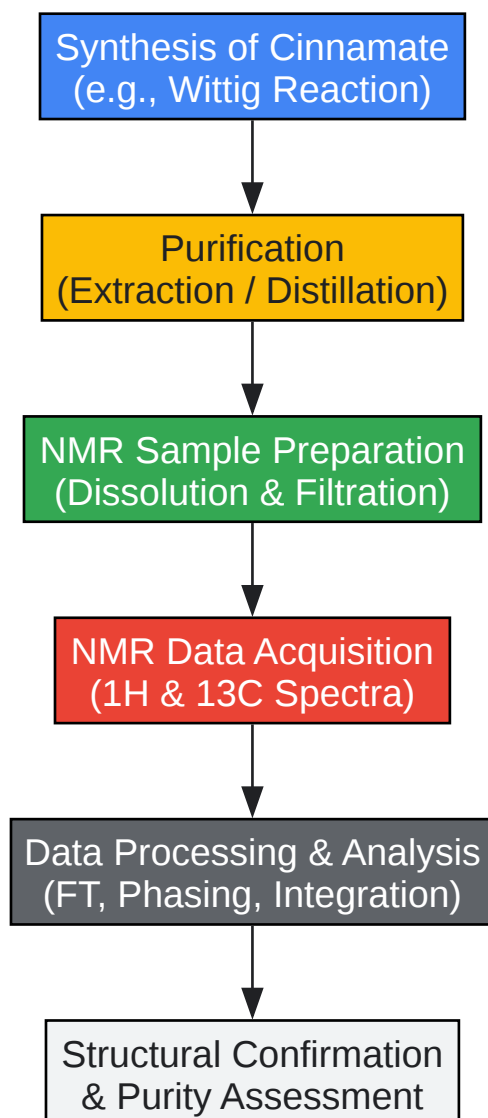 Synthesis of Cinnamate
(e.g., Wittig Reaction)
Purification
(Extraction / Distillation)
NMR Sample Preparation
(Dissolution & Filtration)
NMR Data Acquisition
(1H & 13C Spectra)
Data Processing & Analysis
(FT, Phasing, Integration)
Structural Confirmation
& Purity Assessment